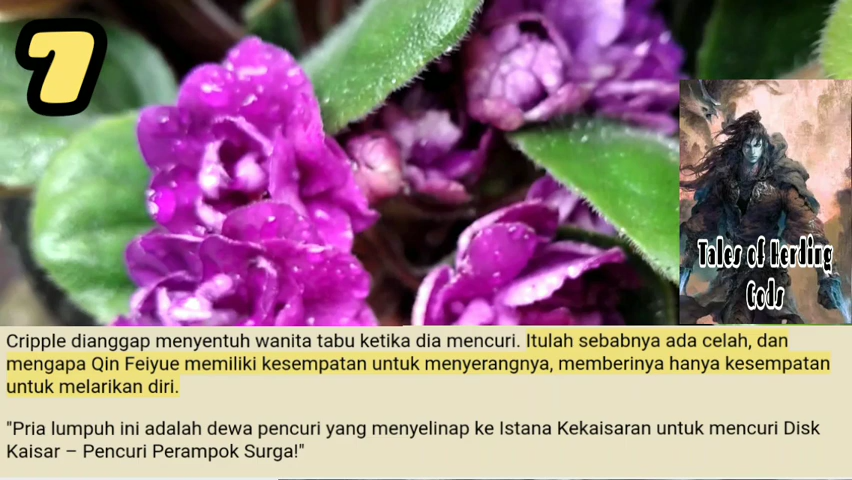 7
Tales of Herding
Gods
Cripple dianggap menyentuh wanita tabu ketika dia mencuri. Itulah sebabnya ada celah, dan
mengapa Qin Feiyue memiliki kesempatan untuk menyerangnya, memberinya hanya kesempatan
untuk melarikan diri.
"Pria lumpuh ini adalah dewa pencuri yang menyelinap ke Istana Kekaisaran untuk mencuri Disk
Kaisar – Pencuri Perampok Surga!"